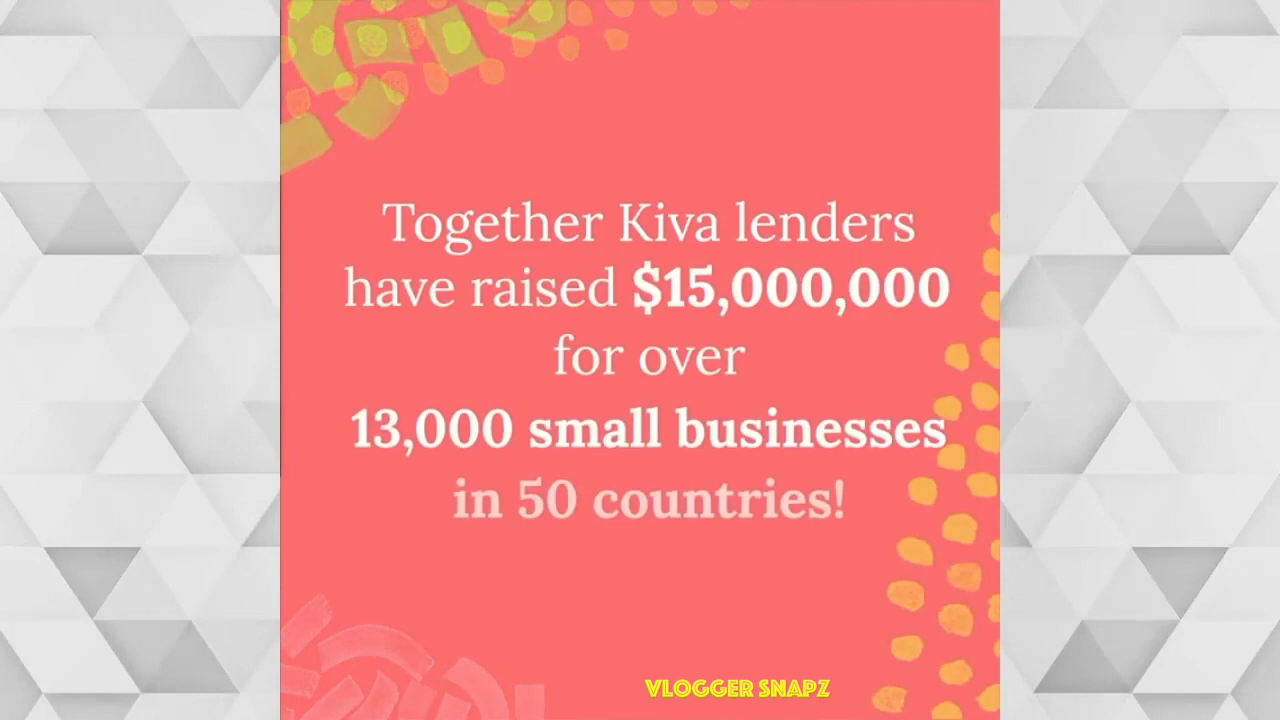 Together Kiva lenders
have raised $15,000,000
for over
13,000 small businesses
in 50 countries!
VLOGGER SNAPZ